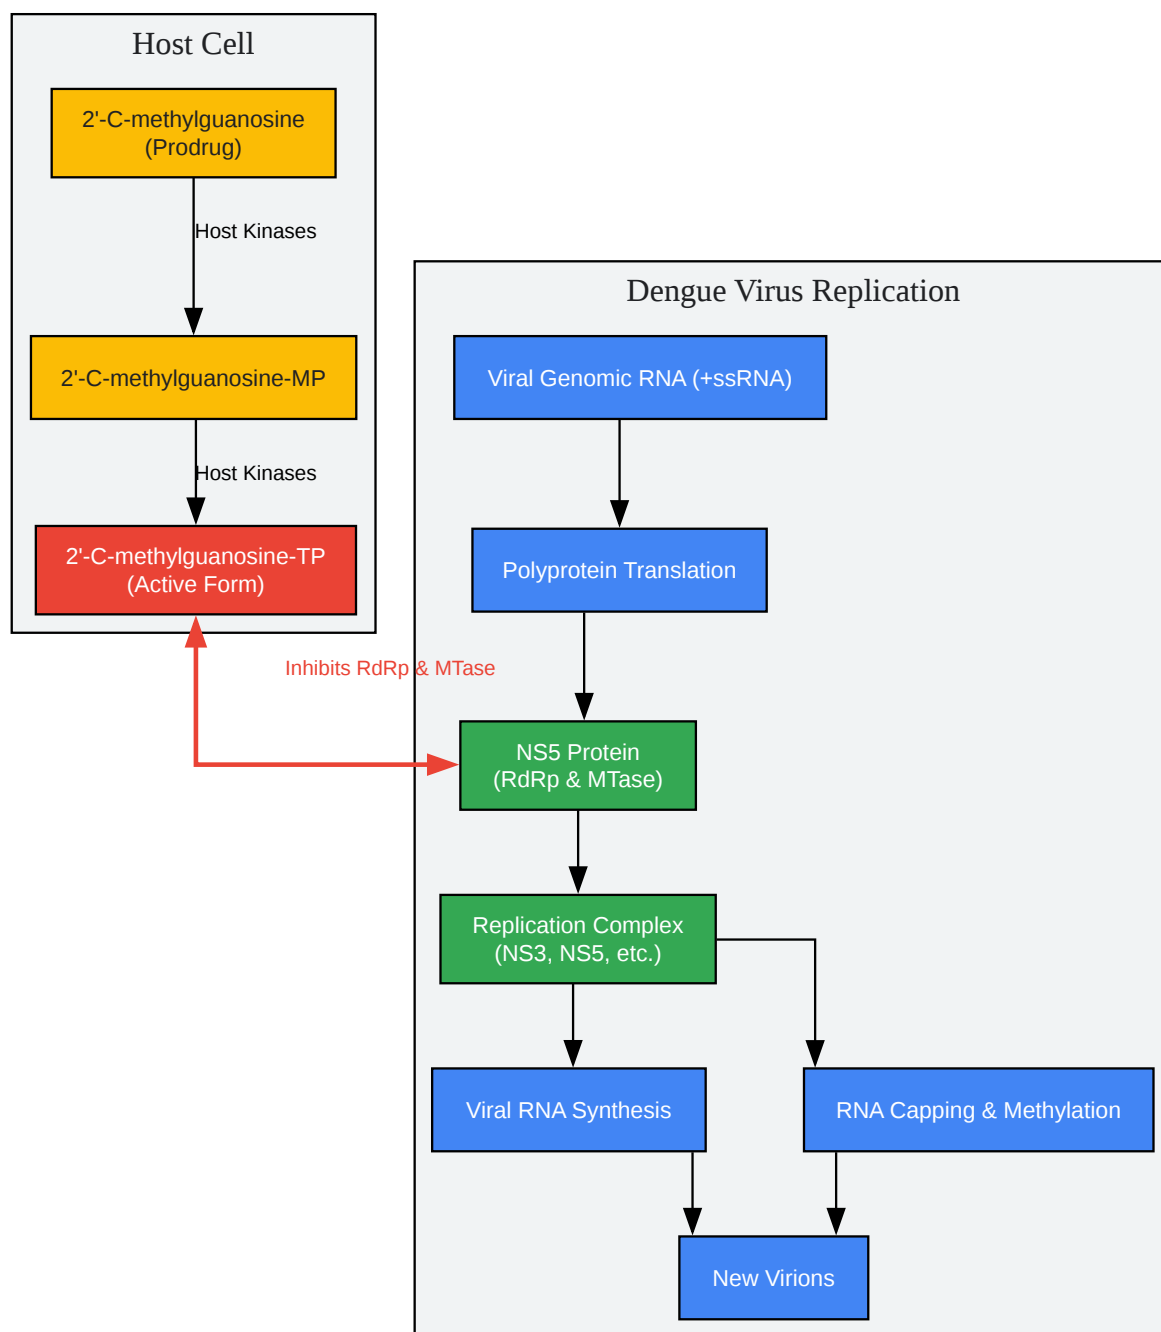 Host Cell
2'-C-methylguanosine
(Prodrug)
Host Kinases
2'-C-methylguanosine-MP
Host Kinases
2'-C-methylguanosine-TP
(Active Form)
Inhibits RdRp & MTase
Dengue Virus Replication
Viral Genomic RNA (+ssRNA)
Polyprotein Translation
NS5 Protein
(RdRp & MTase)
Replication Complex
(NS3, NS5, etc.)
Viral RNA Synthesis
RNA Capping & Methylation
New Virions